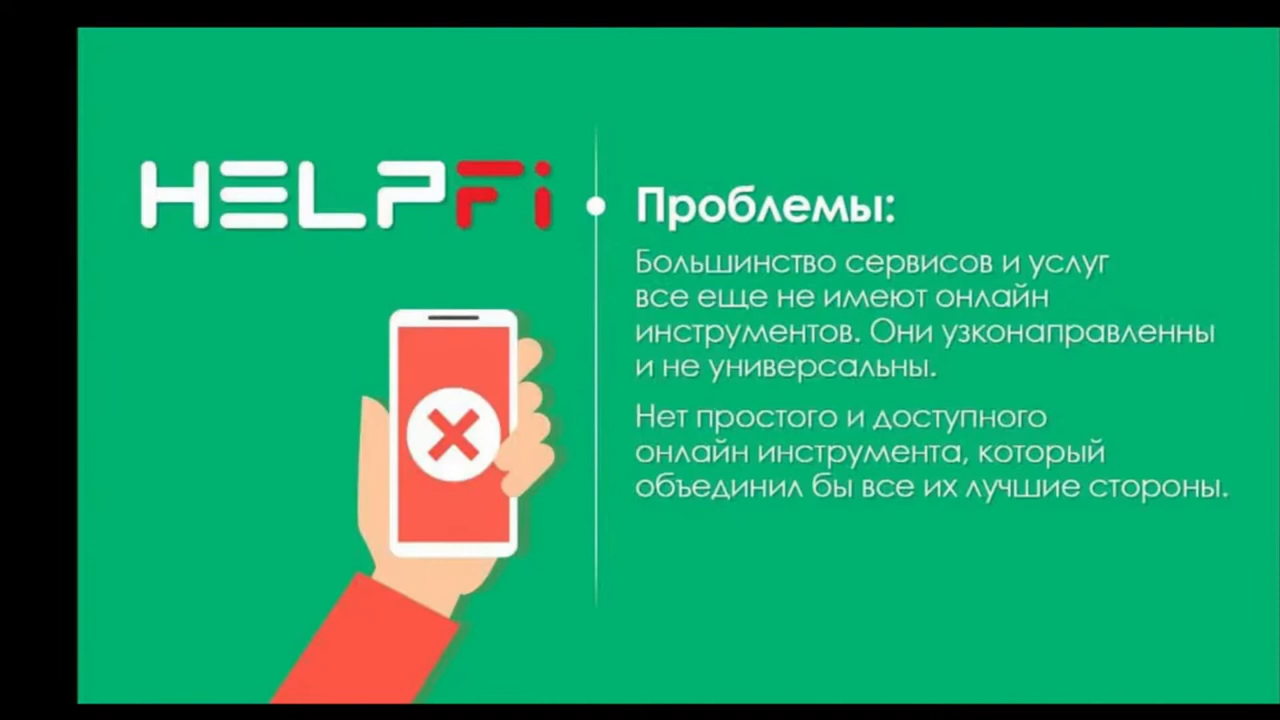 HELPFi
Проблемы:
Большинство сервисов и услуг
все еще не имеют онлайн
инструментов. Они узконаправленны
и не универсальны.
Нет простого и доступного
онлайн инструмента, который
объединил бы все их лучшие стороны.